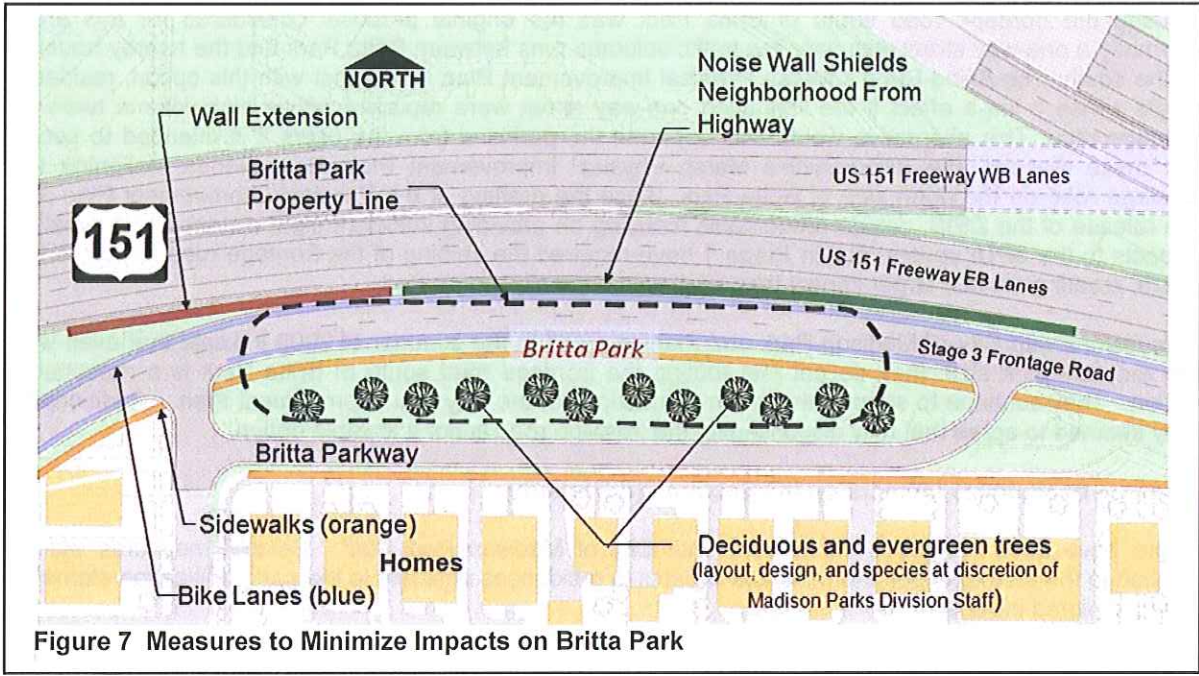 NORTH
Noise Wall Shields
Neighborhood From
Highway
Wall Extension
Britta Park
Property Line
US 151 Freeway WB Lanes
151
US 151 Freeway EB Lanes
Britta Park
Stage 3 Frontage Road
Britta Parkway
Sidewalks (orange)
Homes
Bike Lanes (blue)
Deciduous and evergreen trees
(layout, design, and species at discretion of
Madison Parks Division Staff)
Figure 7 Measures to Minimize Impacts on Britta Park